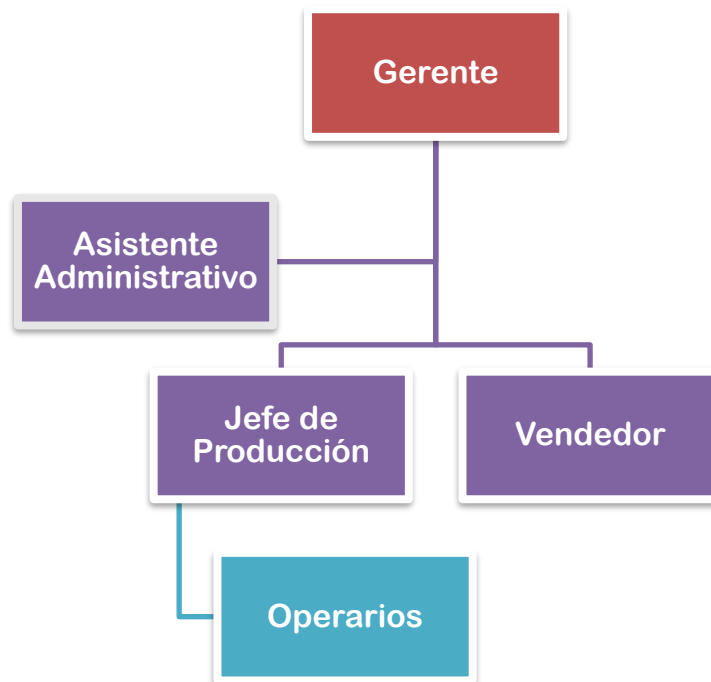 Gerente
Asistente
Administrativo
Jefe de
Producción
Vendedor
Operarios